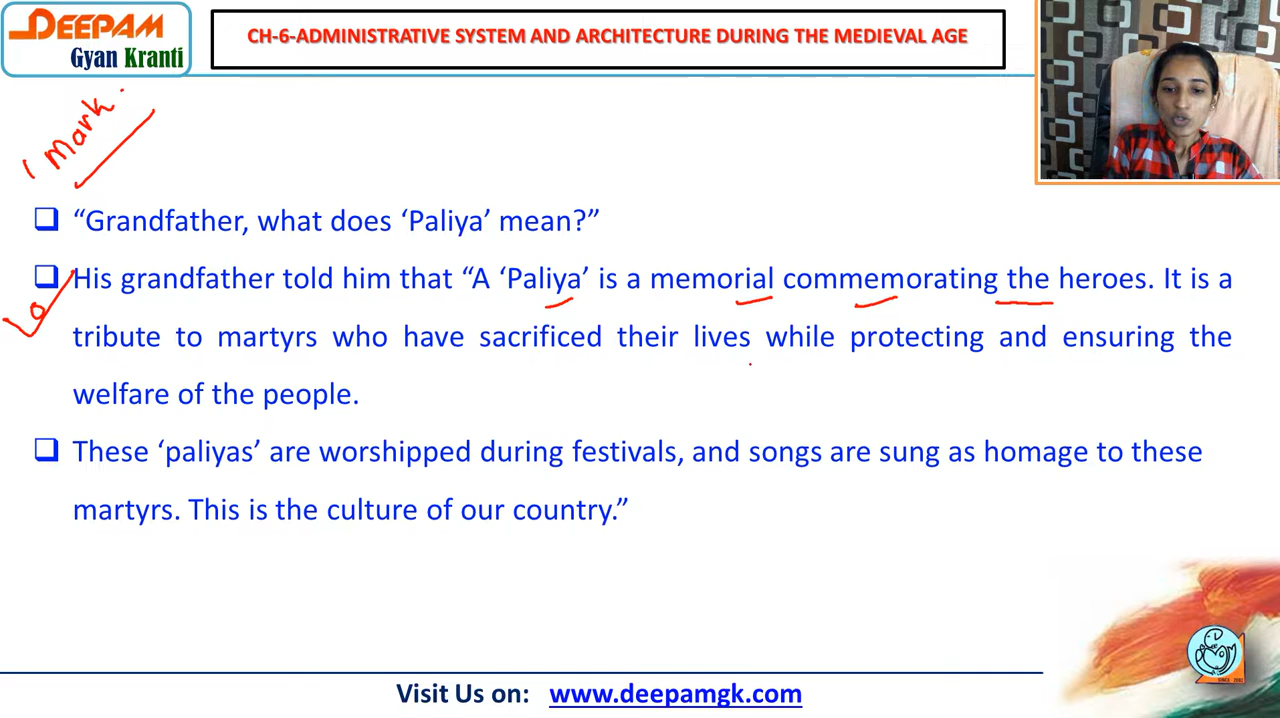 DEEPAM
Gyan Kranti
CH-6-ADMINISTRATIVE SYSTEM AND ARCHITECTURE DURING THE MEDIEVAL AGE
1 Mark.
“Grandfather, what does ‘Paliya’ mean?”
His grandfather told him that “A ‘Paliya’ is a memorial commemorating the heroes. It is a
tribute to martyrs who have sacrificed their lives while protecting and ensuring the
welfare of the people.
These ‘paliyas’ are worshipped during festivals, and songs are sung as homage to these
martyrs. This is the culture of our country.”
Visit Us on: www.deepamgk.com